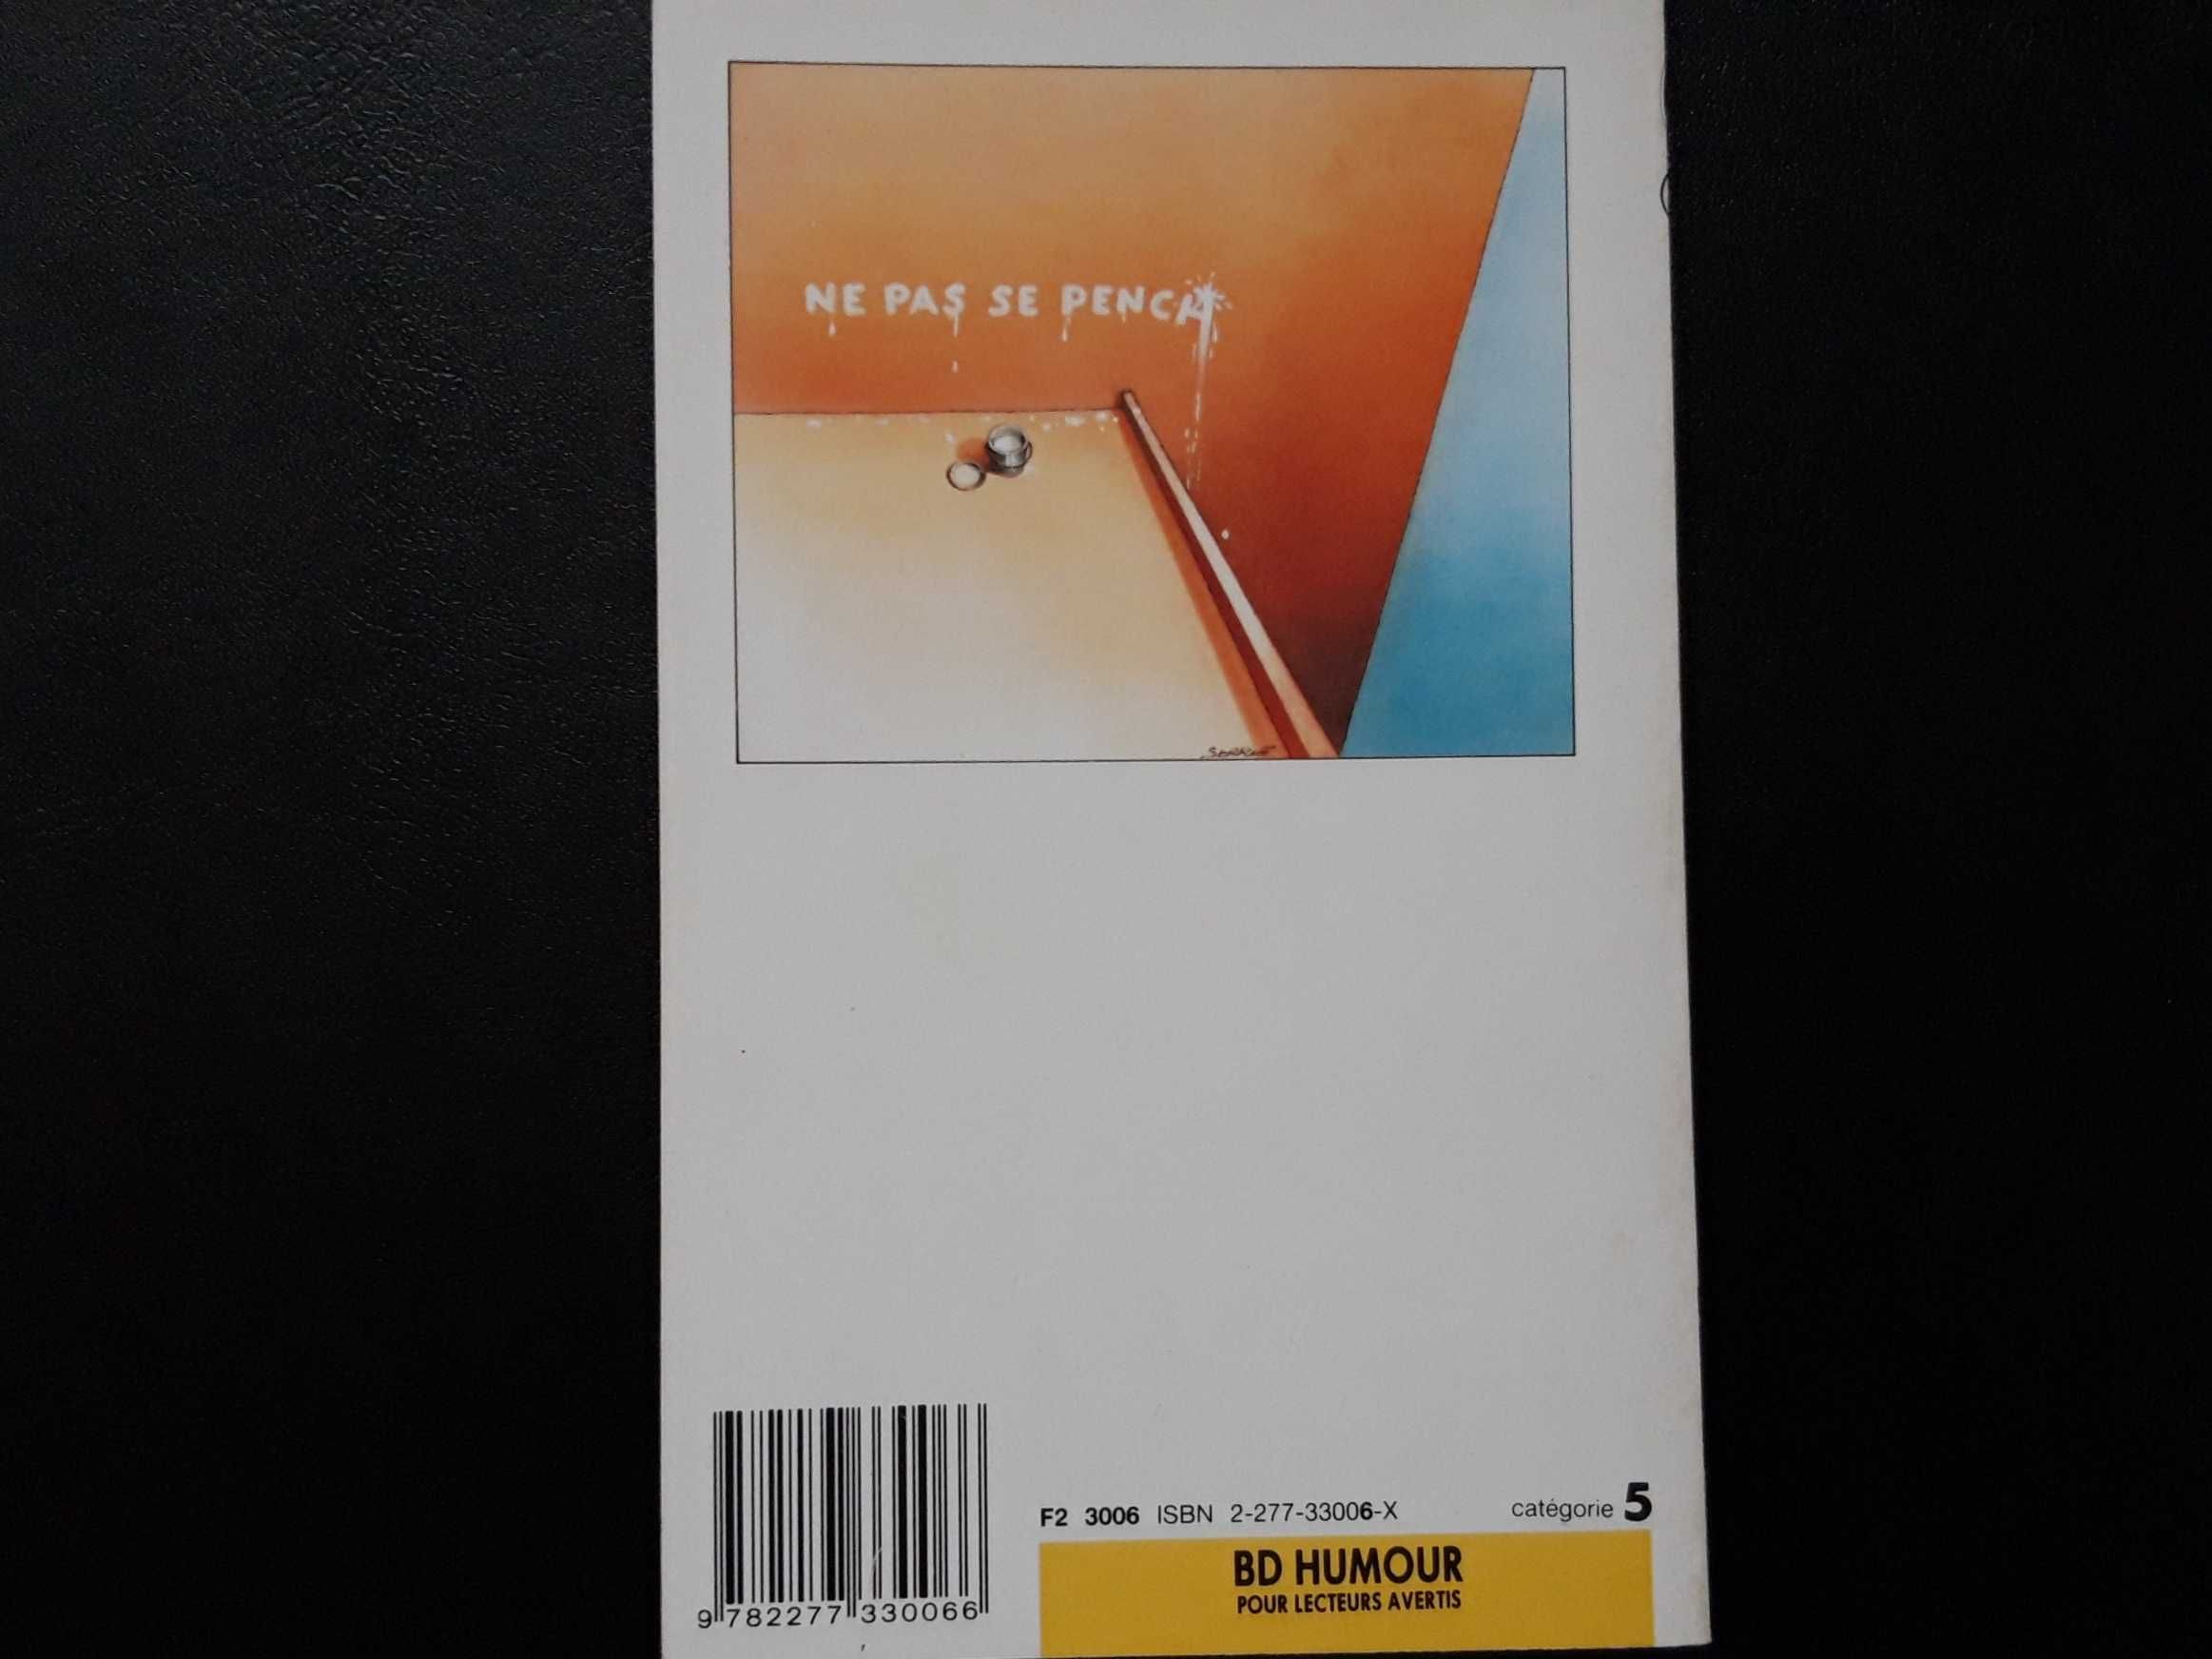 NE PAS SE PENCH
SERRE
F2 3006 ISBN 2-277-33006-X
catégorie 5
BD HUMOUR
POUR LECTEURS AVERTIS
9 782277 330066